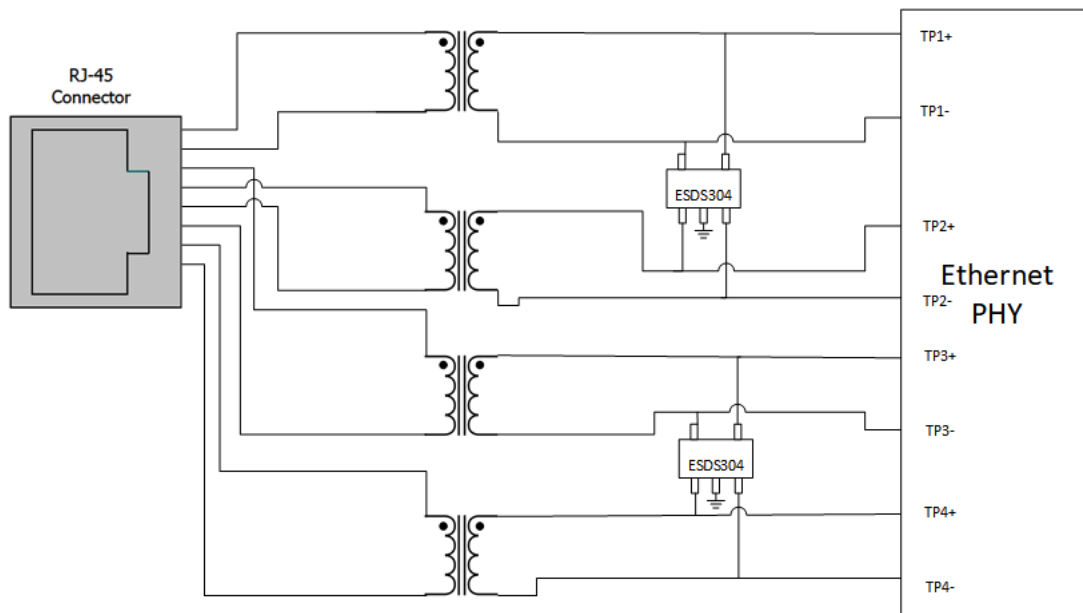 RJ-45
Connector
TP1+
TP1-
ESDS304
TP2+
Ethernet
PHY
TP2-
TP3+
TP3-
ESDS304
TP4+
TP4-